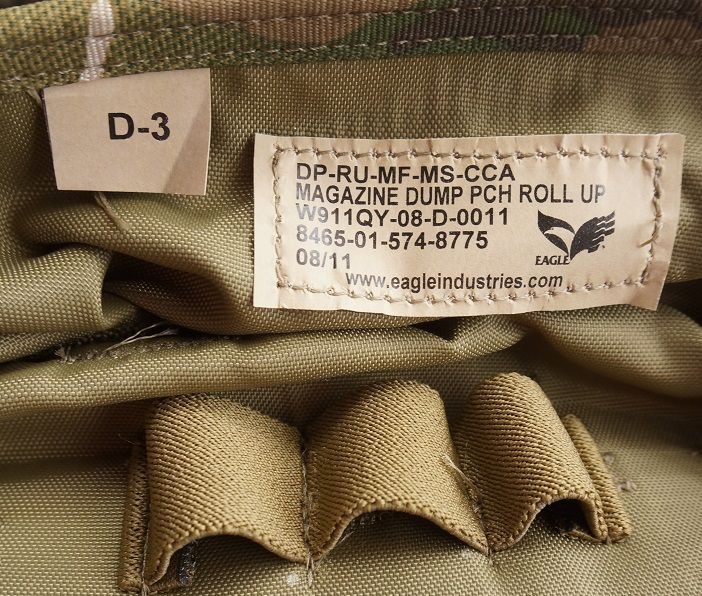 D-3
DP-RU-MF-MS-CCA
MAGAZINE DUMP PCH ROLL UP
W911QY-08-D-0011
8465-01-574-8775
EAGLE
08/11
www.eagleindustries.com